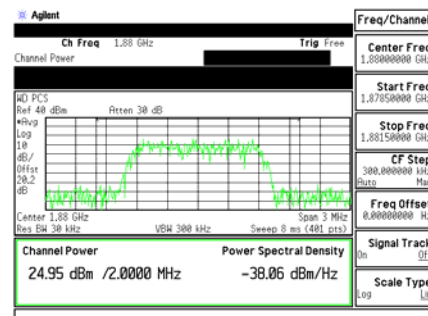 Agilent
Freq/Channel
Ch Freq 1.88 GHz Trig Free
Channel Power
Center Freq
1.88000000 GHz
Start Freq
1.87850000 GHz
Stop Freq
1.88150000 GHz
CF Step
300.000000 kHz
Auto Man
Freq Offset
0.00000000 Hz
Signal Track
On Off
Scale Type
Log
WD PCS
Ref 40 dBm Atten 30 dB
#Avg
Log
10
dB/
Offst
20.2
dB
Center 1.88 GHz Span 3 MHz
Res BW 30 kHz VBW 300 kHz Sweep 8 ms (401 pts)
Channel Power Power Spectral Density
24.95 dBm /2.0000 MHz -38.06 dBm/Hz